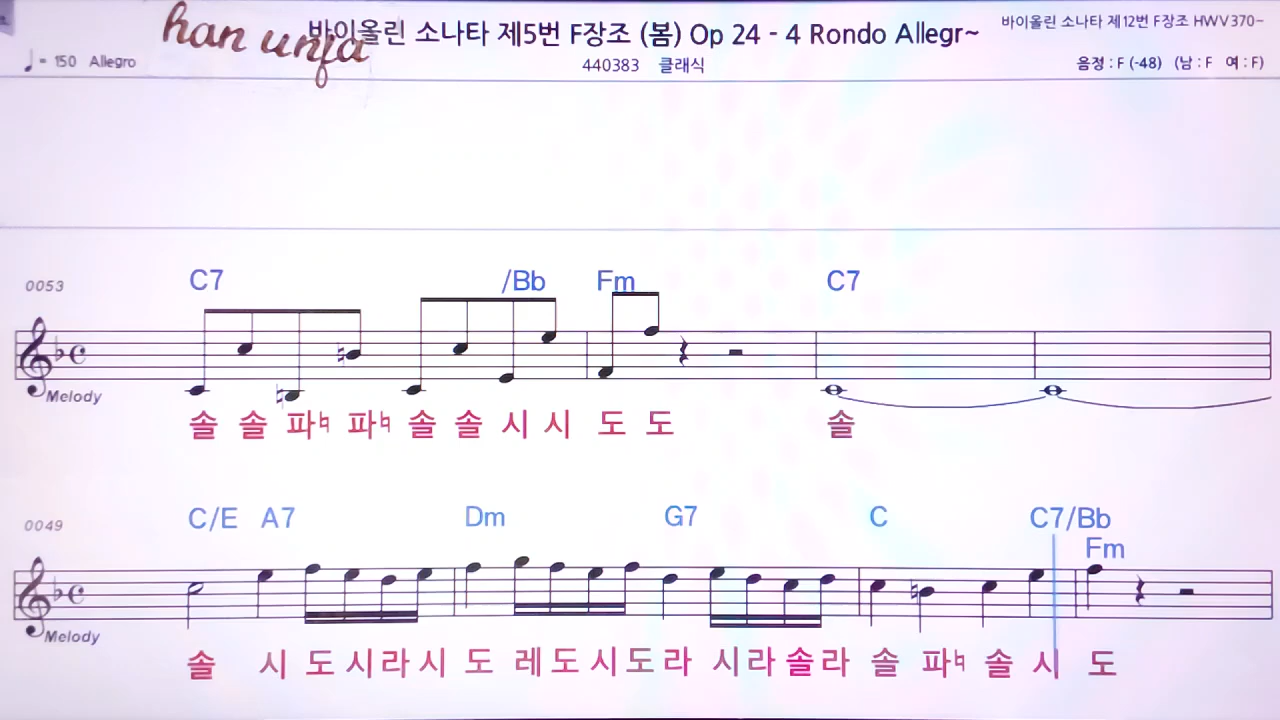 han unja
바이올린 소나타 제5번 F장조 (봄) Op 24 - 4 Rondo Allegr~
바이올린 소나타 제12번 F장조 HWV370-
♩= 150 Allegro
440383 클래식
음정 : F (-48) (남 : F 여 : F)
0053
C7 /Bb Fm C7
Melody
솔 솔 파♮ 파♮ 솔 솔 시 시 도 도 솔
0049
C/E A7 Dm G7 C C7/Bb
Fm
Melody
솔 시 도 시 라 시 도 레 도 시 도 라 시 라 솔 라 솔 파♮ 솔 시 도